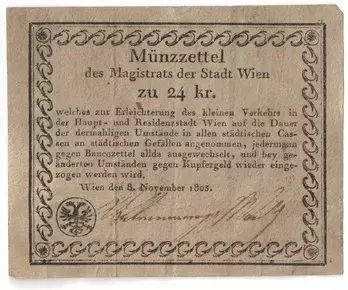 Münzzettel
des Magistrats der Stadt Wien
zu 24 kr.
welches zur Erleichterung des kleinen Verkehrs in
der Haupt- und Residenzstadt Wien auf die Dauer
der dermahligen Umstände in allen städtischen Cas-
sen an städtischen Gefällen angenommen, jedermann
gegen Bancozettel allda ausgewechselt, und bey ge-
änderten Umständen gegen Kupfergeld wieder einge-
zogen werden wird.
Wien den 8. November 1805.